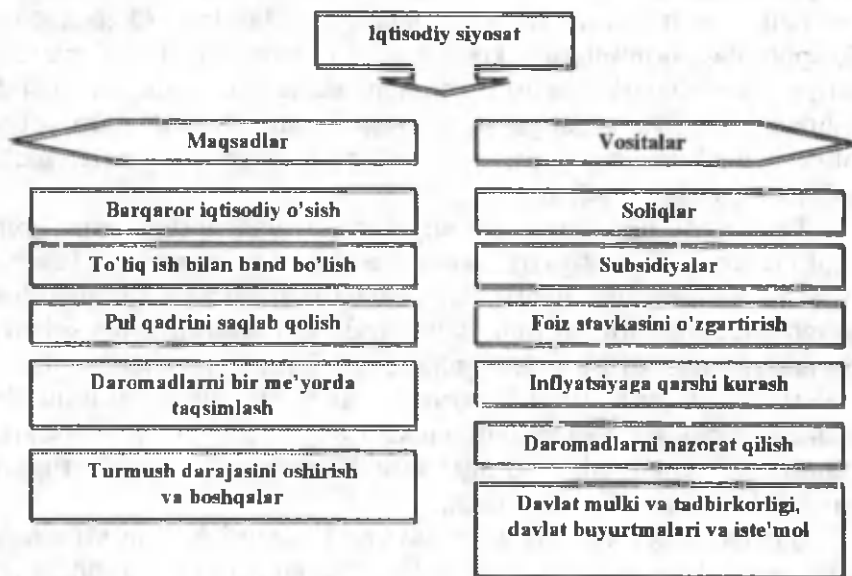 Iqtisodiy siyosat
Maqsadlar
Barqaror iqtisodiy o'sish
To'liq ish bilan band bo'lish
Pul qadrini saqlab qolish
Daromadlarni bir me'yorda
taqsimlash
Turmush darajasini oshirish
va boshqalar
Vositalar
Soliqlar
Subsidiyalar
Foiz stavkasini o'zgartirish
Inflyatsiyaga qarshi kurash
Daromadlarni nazorat qilish
Davlat mulki va tadbirkorligi,
davlat buyurtmalari va iste'mol